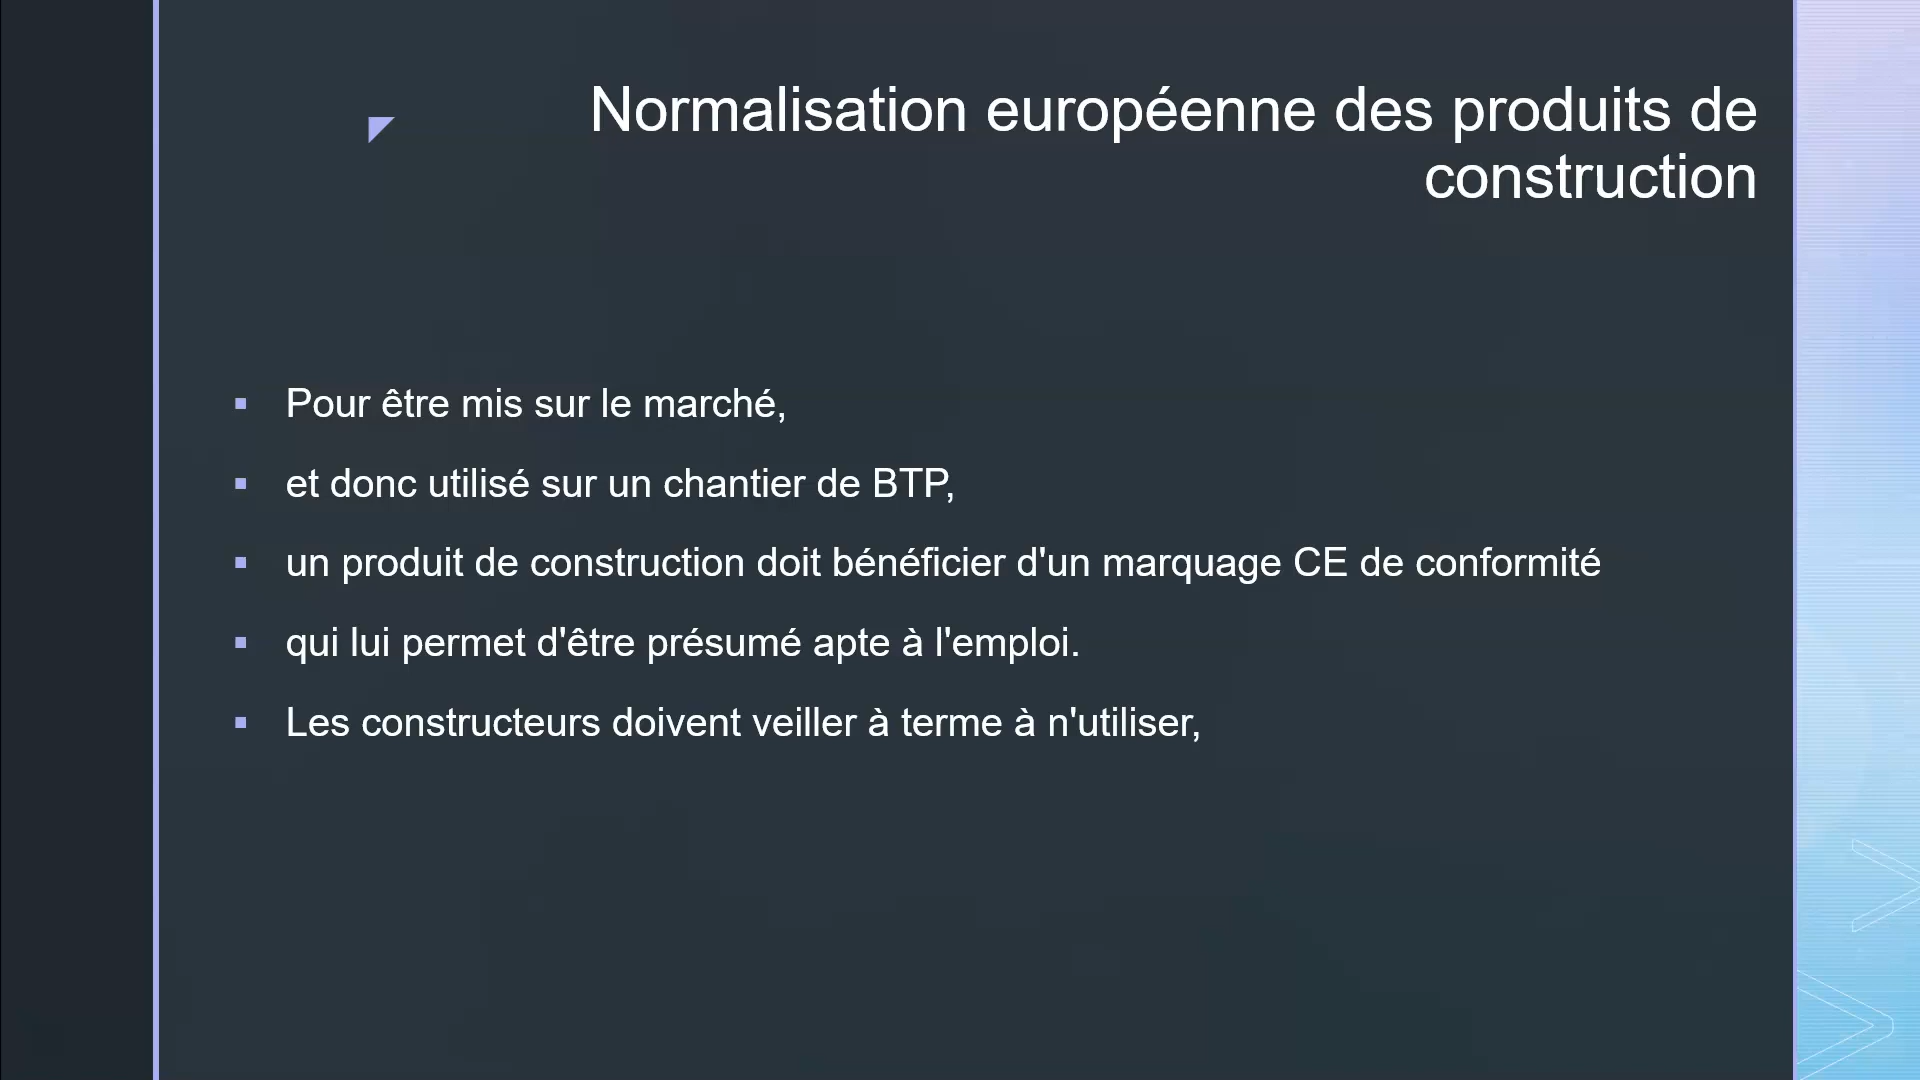 Normalisation européenne des produits de
construction
Pour être mis sur le marché,
et donc utilisé sur un chantier de BTP,
un produit de construction doit bénéficier d'un marquage CE de conformité
qui lui permet d'être présumé apte à l'emploi.
Les constructeurs doivent veiller à terme à n'utiliser,